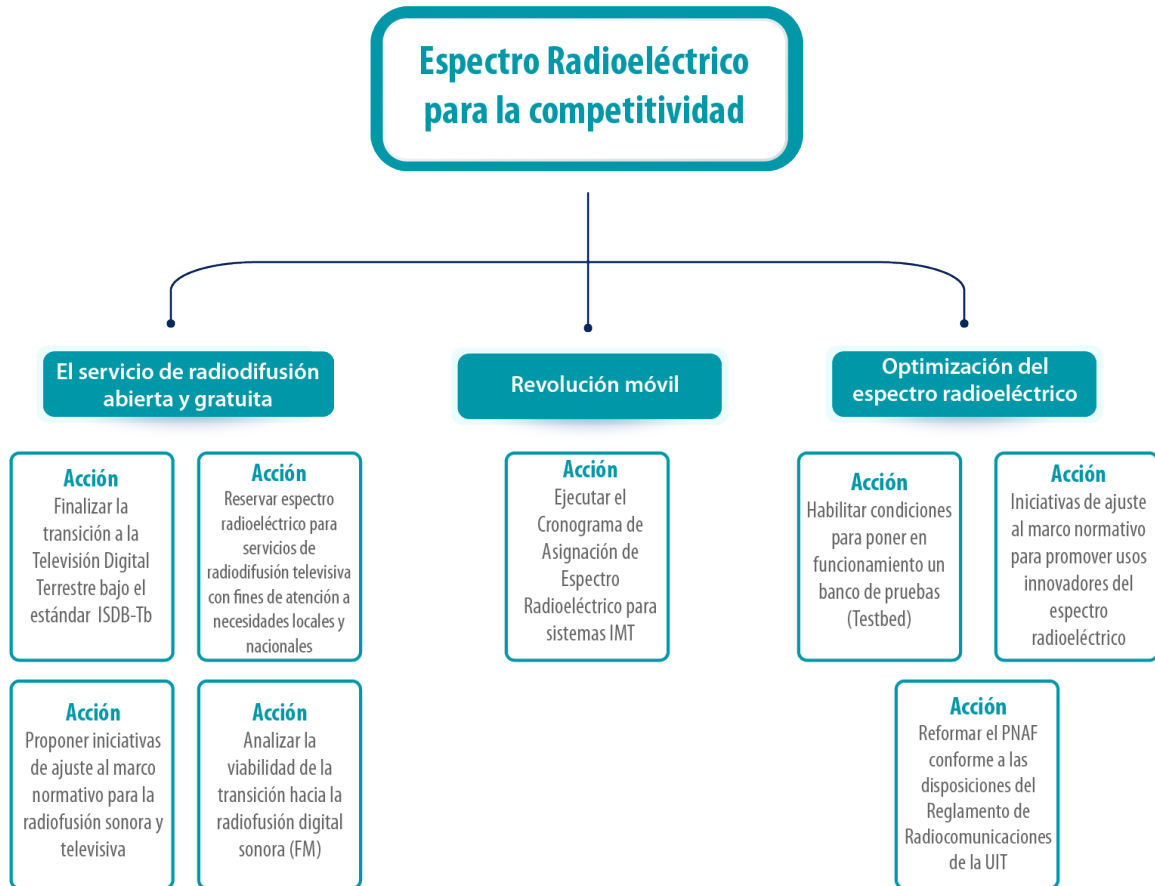 Espectro Radioeléctrico
para la competitividad
El servicio de radiodifusión
abierta y gratuita
Acción
Finalizar la
transición a la
Televisión Digital
Terrestre bajo el
estándar ISDB-Tb
Acción
Reservar espectro
radioeléctrico para
servicios de
radiodifusión televisiva
con fines de atención a
necesidades locales y
nacionales
Acción
Proponer iniciativas
de ajuste al marco
normativo para la
radiofusión sonora y
televisiva
Acción
Analizar la
viabilidad de la
transición hacia la
radiofusión digital
sonora (FM)
Revolución móvil
Acción
Ejecutar el
Cronograma de
Asignación de
Espectro
Radioeléctrico para
sistemas IMT
Optimización del
espectro radioeléctrico
Acción
Habilitar condiciones
para poner en
funcionamiento un
banco de pruebas
(Testbed)
Acción
Iniciativas de ajuste
al marco normativo
para promover usos
innovadores del
espectro
radioeléctrico
Acción
Reformar el PNAF
conforme a las
disposiciones del
Reglamento de
Radiocomunicaciones
de la UIT